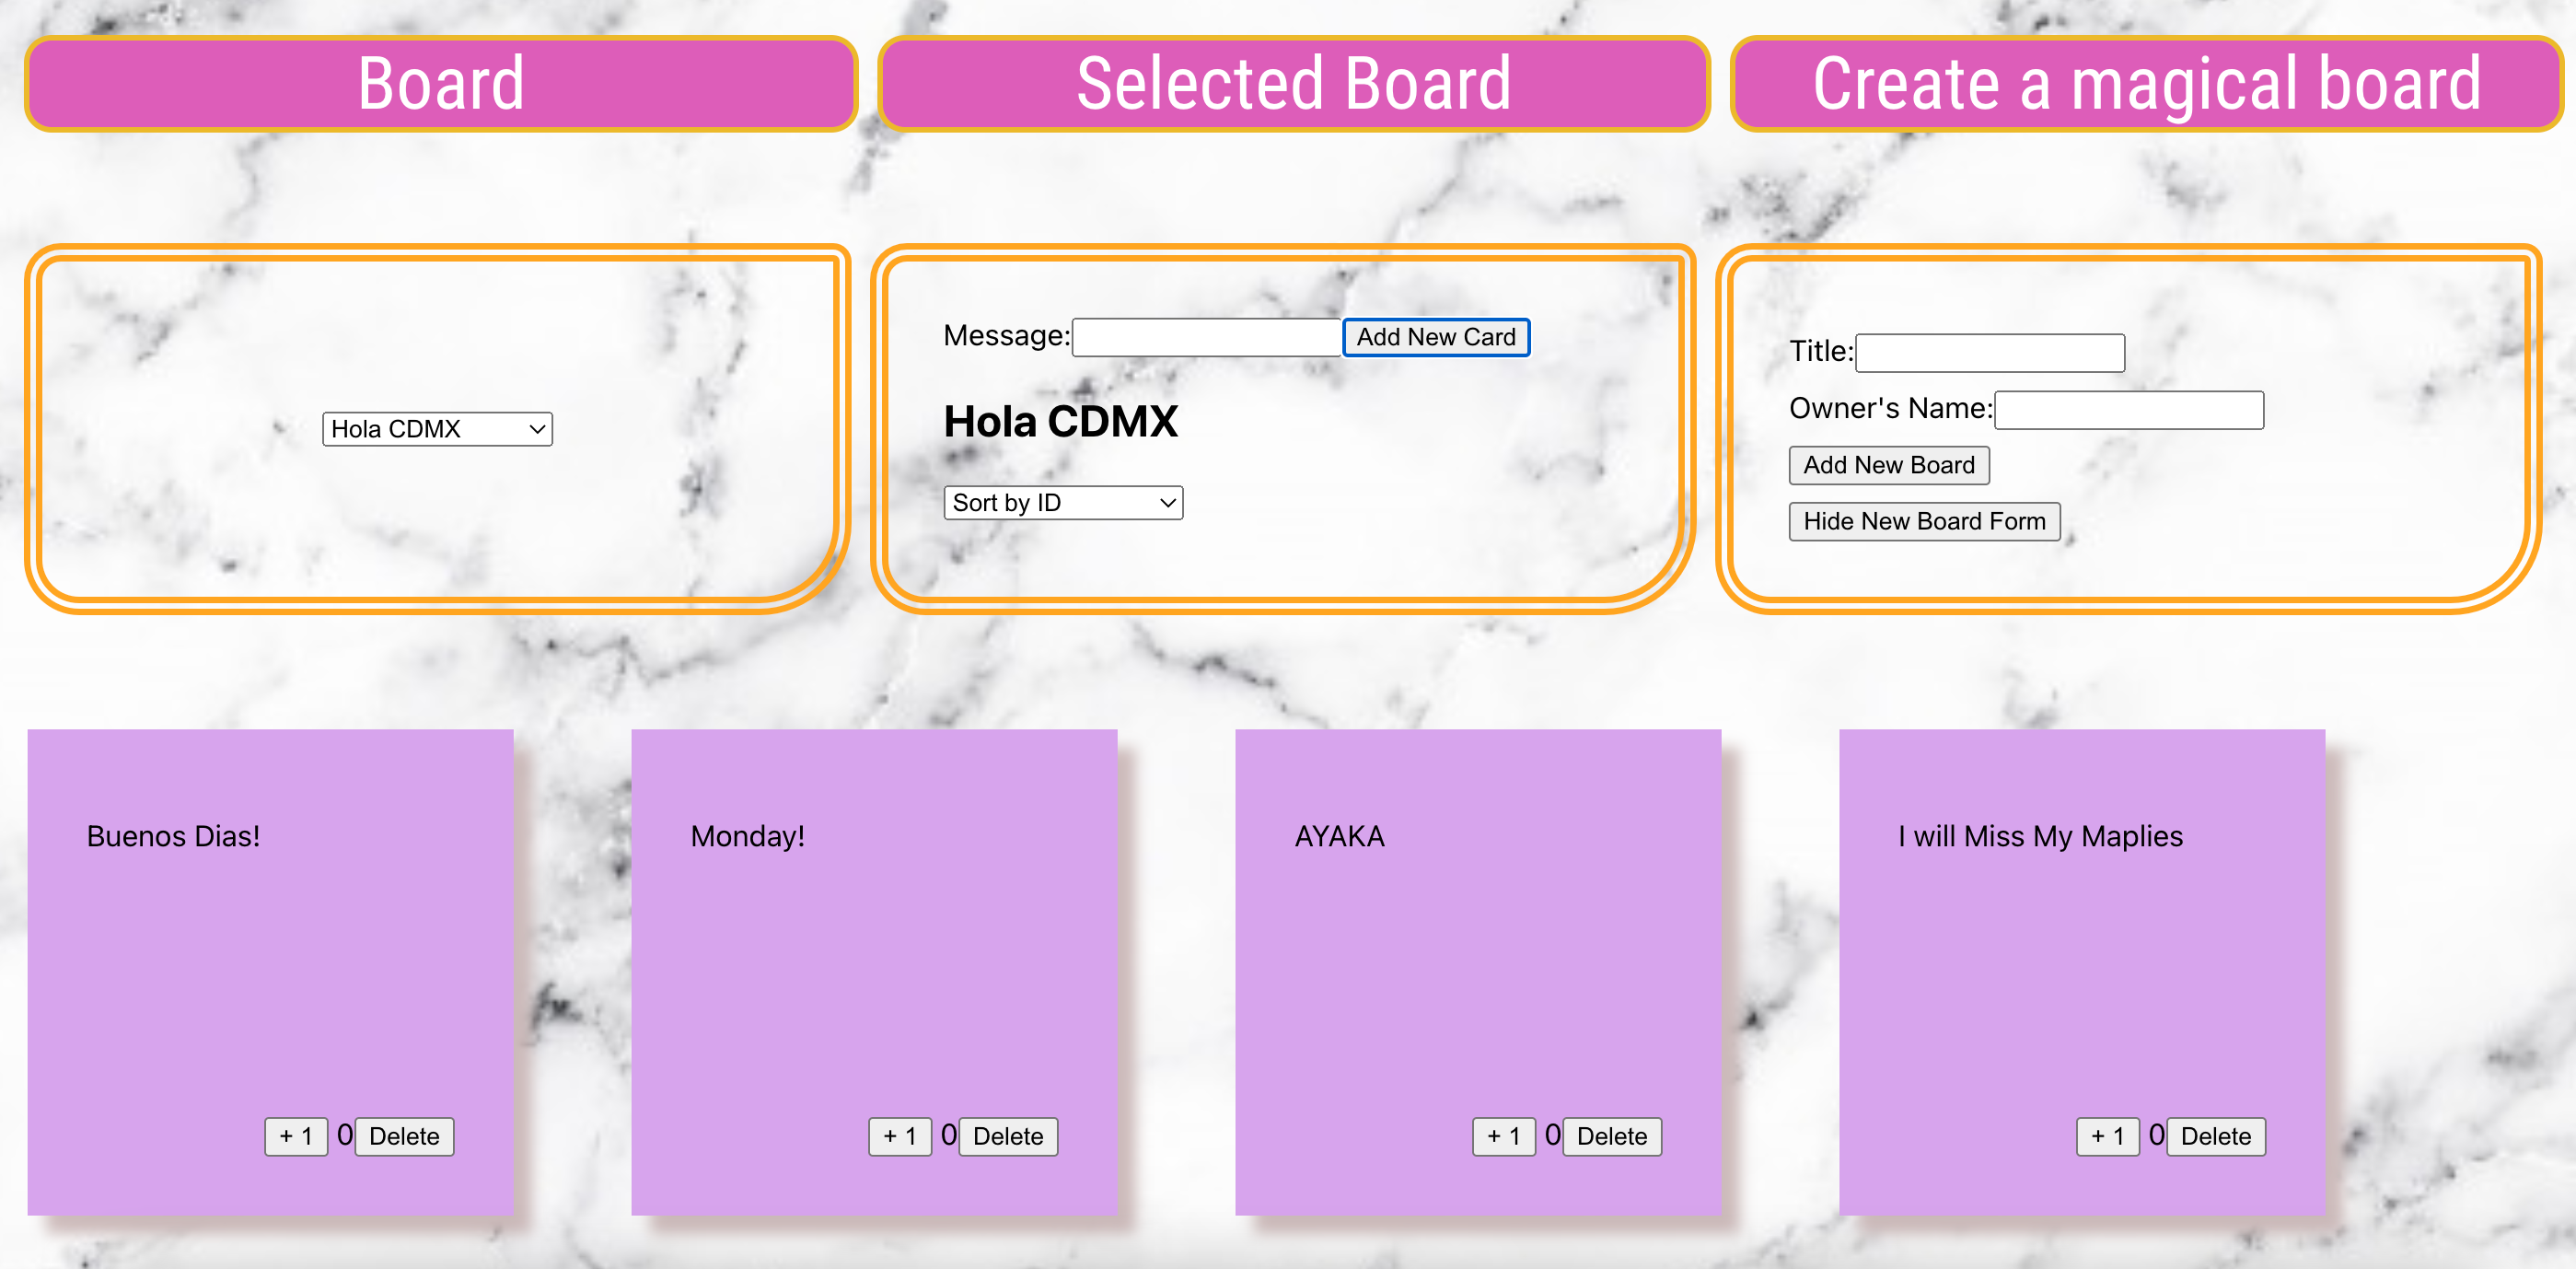 Board
Selected Board
Create a magical board
Hola CDMX
Message:
Add New Card
Hola CDMX
Sort by ID
Title:
Owner's Name:
Add New Board
Hide New Board Form
Buenos Dias!
+ 1 0 Delete
Monday!
+ 1 0 Delete
AYAKA
+ 1 0 Delete
I will Miss My Maplies
+ 1 0 Delete